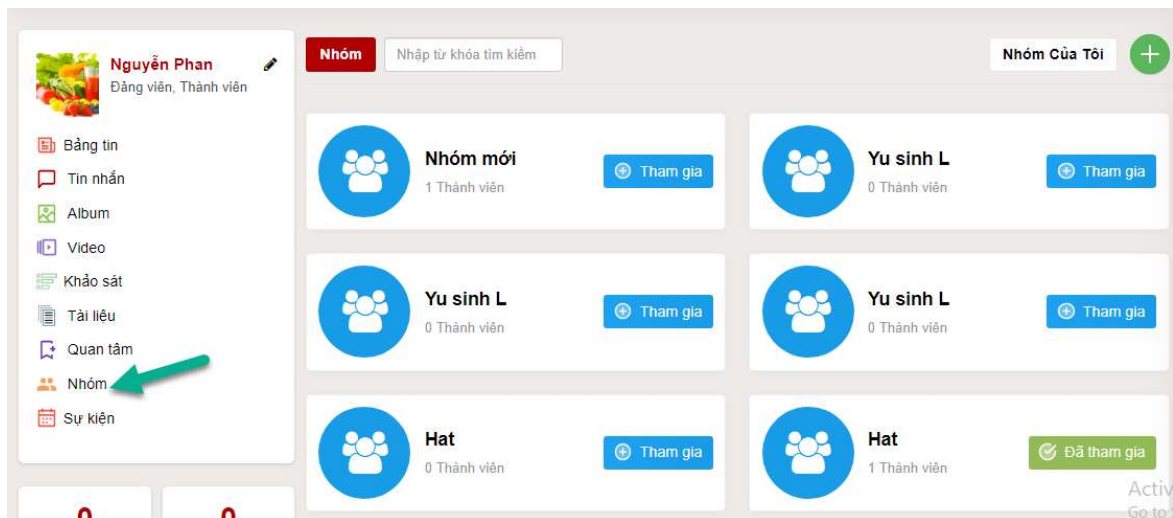 Nguyễn Phan
Đảng viên, Thành viên
Bảng tin
Tin nhắn
Album
Video
Khảo sát
Tài liệu
Quan tâm
Nhóm
Sự kiện
0 0
Nhóm Nhập từ khóa tìm kiếm Nhóm Của Tôi
Nhóm mới
1 Thành viên
Tham gia
Yu sinh L
0 Thành viên
Tham gia
Yu sinh L
0 Thành viên
Tham gia
Yu sinh L
0 Thành viên
Tham gia
Hat
0 Thành viên
Tham gia
Hat
1 Thành viên
Đã tham gia
Activ
Go to